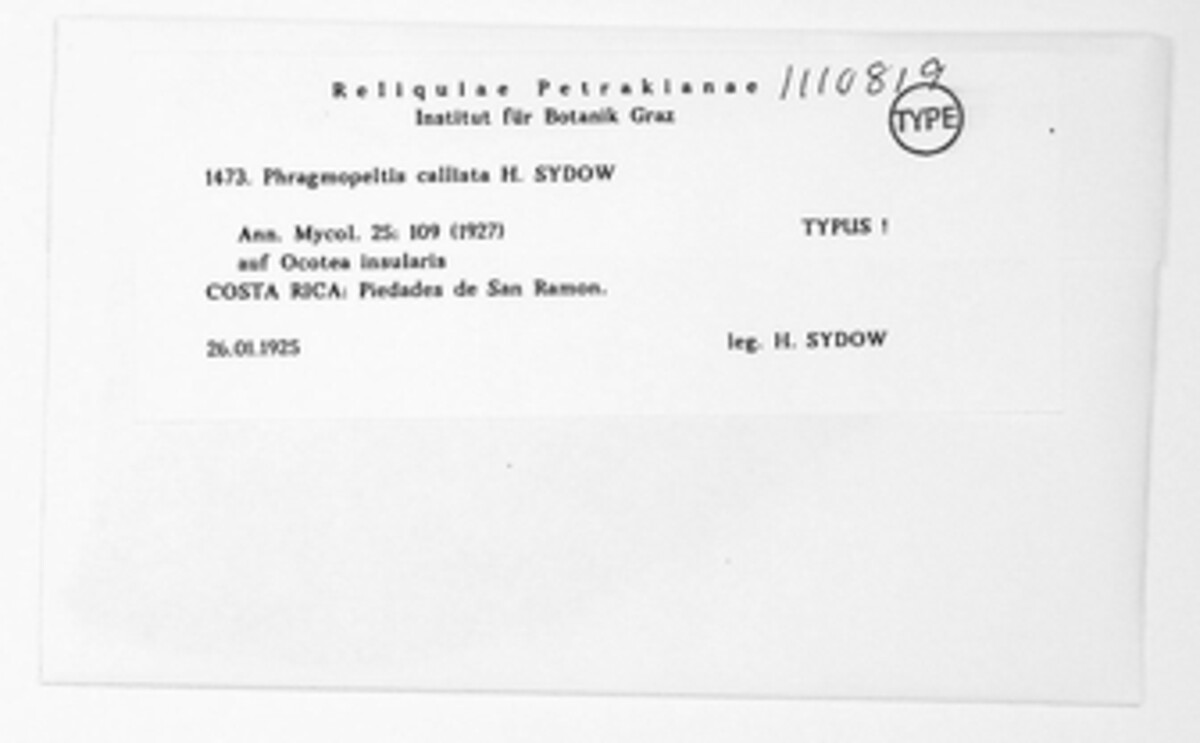 Reliquiae Petrakianae 1110819
Institut für Botanik Graz
TYPE
1473. Phragmopeltis callista H. SYDOW
Ann. Mycol. 25: 109 (1927) TYPUS !
auf Ocotea insularis
COSTA RICA: Piedades de San Ramon.
26.01.1925 leg. H. SYDOW